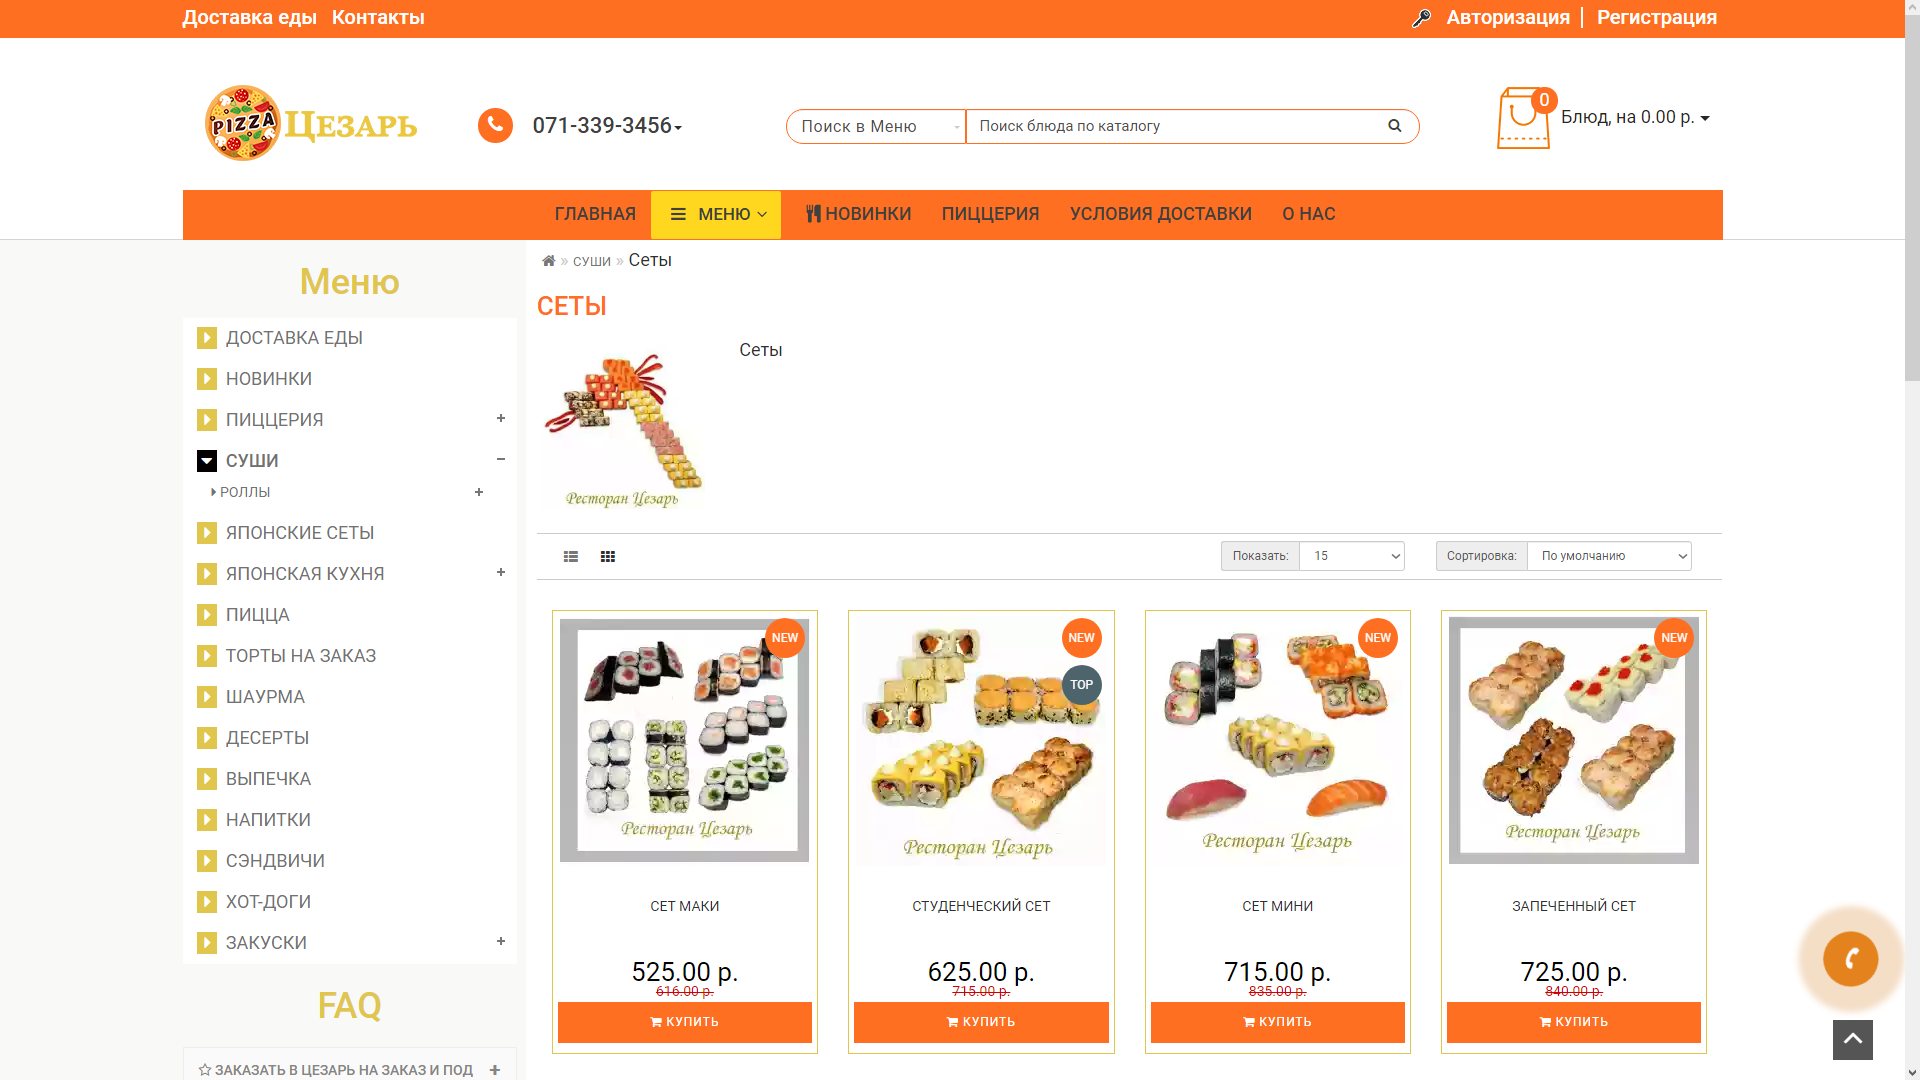 Доставка еды Контакты
Авторизация Регистрация
PIZZA ЦЕЗАРЬ
071-339-3456
Поиск в Меню
Поиск блюда по каталогу
0
Блюд, на 0.00 р.
ГЛАВНАЯ МЕНЮ НОВИНКИ ПИЦЦЕРИЯ УСЛОВИЯ ДОСТАВКИ О НАС
Меню
ДОСТАВКА ЕДЫ
НОВИНКИ
ПИЦЦЕРИЯ +
СУШИ −
РОЛЛЫ +
ЯПОНСКИЕ СЕТЫ
ЯПОНСКАЯ КУХНЯ +
ПИЦЦА
ТОРТЫ НА ЗАКАЗ
ШАУРМА
ДЕСЕРТЫ
ВЫПЕЧКА
НАПИТКИ
СЭНДВИЧИ
ХОТ-ДОГИ
ЗАКУСКИ +
FAQ
ЗАКАЗАТЬ В ЦЕЗАРЬ НА ЗАКАЗ И ПОД +
» СУШИ » Сеты
СЕТЫ
Сеты
Ресторан Цезарь
Показать: 15
Сортировка: По умолчанию
NEW
Ресторан Цезарь
СЕТ МАКИ
525.00 р.
616.00 р.
КУПИТЬ
NEW
TOP
Ресторан Цезарь
СТУДЕНЧЕСКИЙ СЕТ
625.00 р.
715.00 р.
КУПИТЬ
NEW
Ресторан Цезарь
СЕТ МИНИ
715.00 р.
835.00 р.
КУПИТЬ
NEW
Ресторан Цезарь
ЗАПЕЧЕННЫЙ СЕТ
725.00 р.
840.00 р.
КУПИТЬ